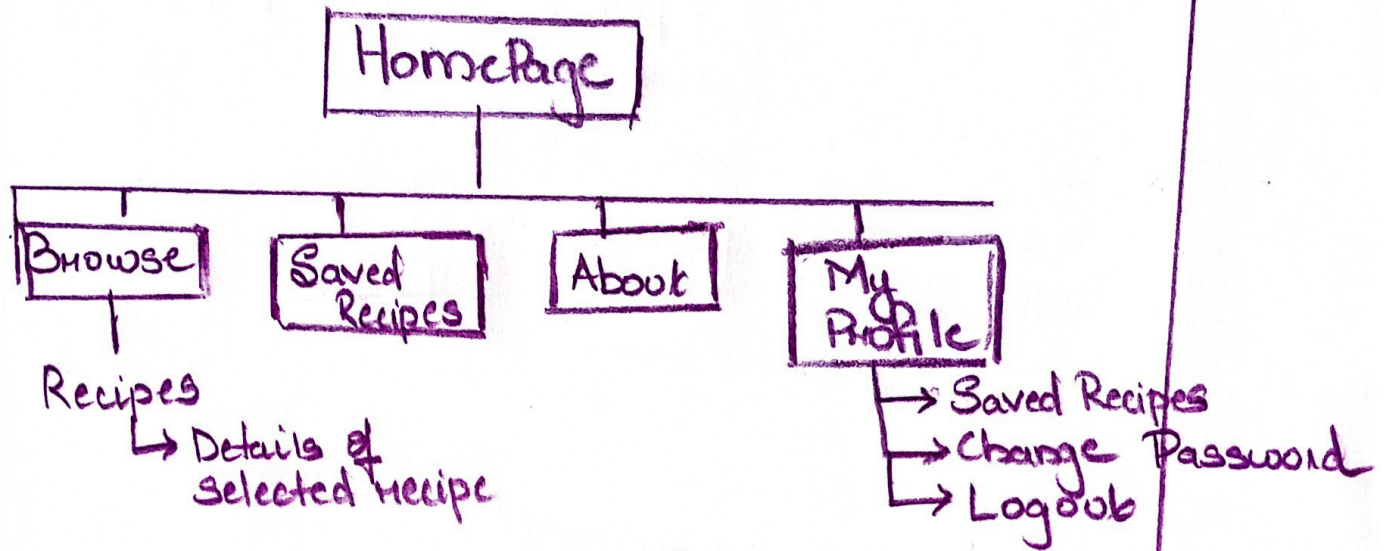 HomePage
Browse
Saved
Recipes
About
My
Profile
Recipes
Details of
selected recipe
Saved Recipes
Change Password
Logout